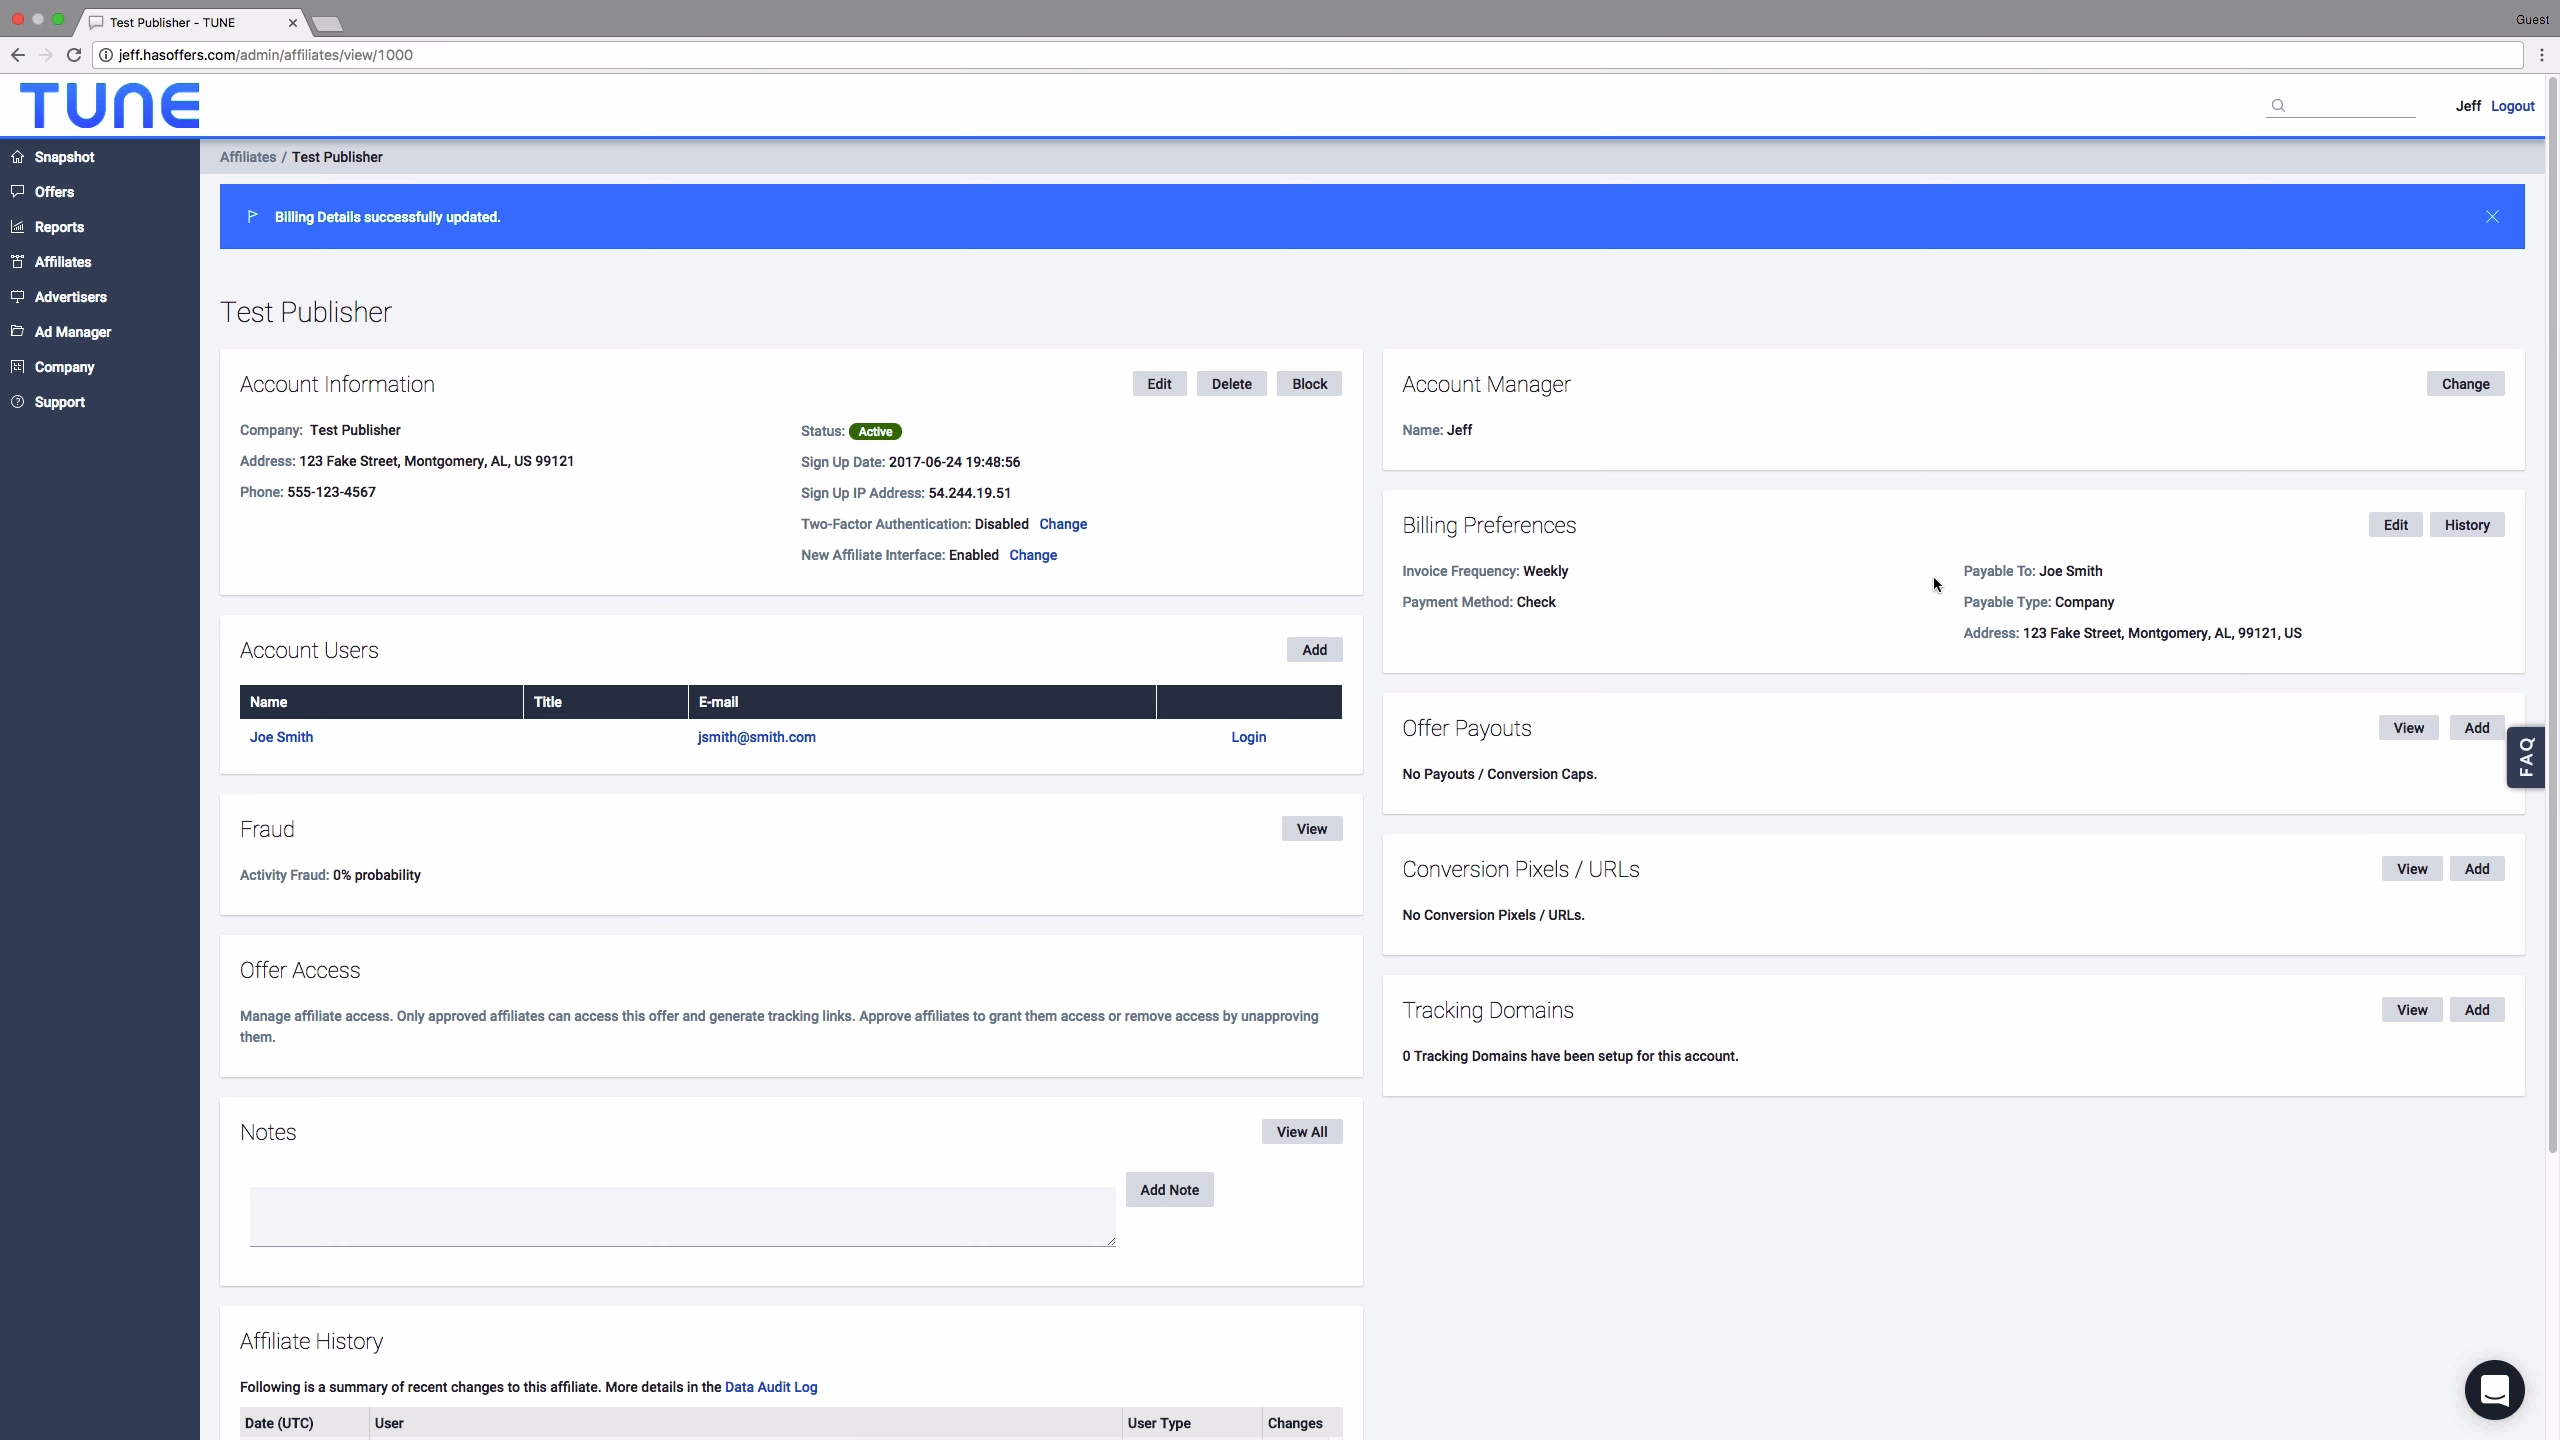 Test Publisher - TUNE
Guest
jeff.hasoffers.com/admin/affiliates/view/1000
TUNE
Jeff Logout
Snapshot
Offers
Reports
Affiliates
Advertisers
Ad Manager
Company
Support
Affiliates / Test Publisher
Billing Details successfully updated.
Test Publisher
Account Information
Edit Delete Block
Company: Test Publisher
Address: 123 Fake Street, Montgomery, AL, US 99121
Phone: 555-123-4567
Status: Active
Sign Up Date: 2017-06-24 19:48:56
Sign Up IP Address: 54.244.19.51
Two-Factor Authentication: Disabled Change
New Affiliate Interface: Enabled Change
Account Users
Add
Name Title E-mail
Joe Smith jsmith@smith.com Login
Fraud
View
Activity Fraud: 0% probability
Offer Access
Manage affiliate access. Only approved affiliates can access this offer and generate tracking links. Approve affiliates to grant them access or remove access by unapproving
them.
Notes
View All
Add Note
Affiliate History
Following is a summary of recent changes to this affiliate. More details in the Data Audit Log
Date (UTC) User User Type Changes
Account Manager
Change
Name: Jeff
Billing Preferences
Edit History
Invoice Frequency: Weekly
Payment Method: Check
Payable To: Joe Smith
Payable Type: Company
Address: 123 Fake Street, Montgomery, AL, 99121, US
Offer Payouts
View Add
No Payouts / Conversion Caps.
FAQ
Conversion Pixels / URLs
View Add
No Conversion Pixels / URLs.
Tracking Domains
View Add
0 Tracking Domains have been setup for this account.